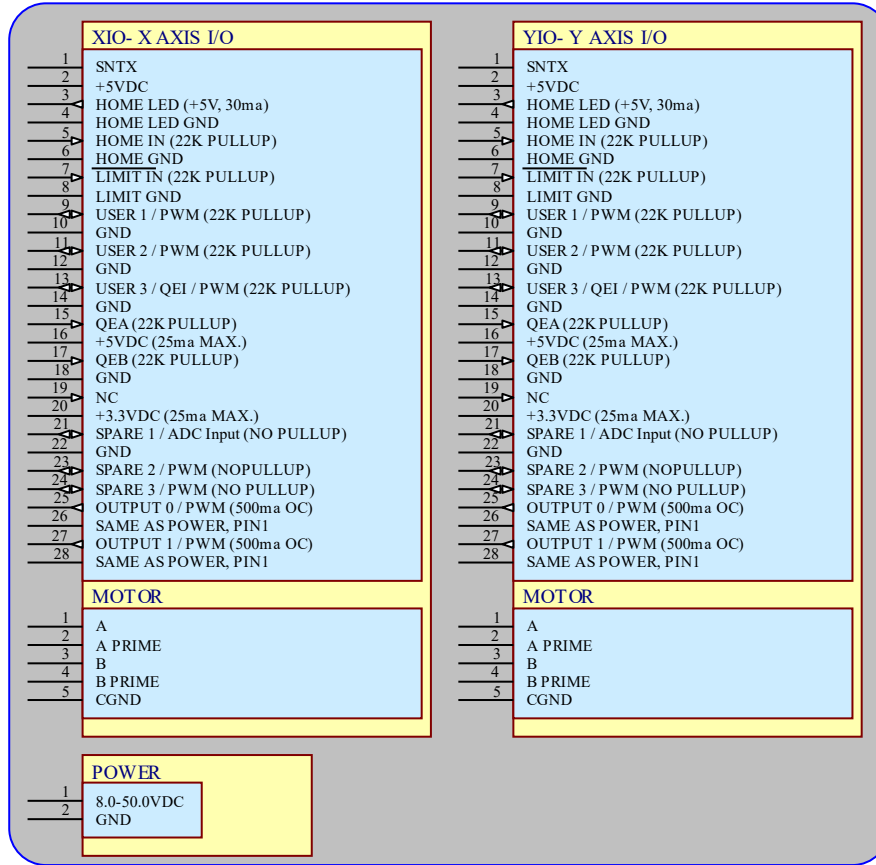 XIO- X AXIS I/O
1 SNTX
2 +5VDC
3 HOME LED (+5V, 30ma)
4 HOME LED GND
5 HOME IN (22K PULLUP)
6 HOME GND
7 LIMIT IN (22K PULLUP)
8 LIMIT GND
9 USER 1 / PWM (22K PULLUP)
10 GND
11 USER 2 / PWM (22K PULLUP)
12 GND
13 USER 3 / QEI / PWM (22K PULLUP)
14 GND
15 QEA (22K PULLUP)
16 +5VDC (25ma MAX.)
17 QEB (22K PULLUP)
18 GND
19 NC
20 +3.3VDC (25ma MAX.)
21 SPARE 1 / ADC Input (NO PULLUP)
22 GND
23 SPARE 2 / PWM (NOPULLUP)
24 SPARE 3 / PWM (NO PULLUP)
25 OUTPUT 0 / PWM (500ma OC)
26 SAME AS POWER, PIN1
27 OUTPUT 1 / PWM (500ma OC)
28 SAME AS POWER, PIN1
MOTOR
1 A
2 A PRIME
3 B
4 B PRIME
5 CGND
POWER
1 8.0-50.0VDC
2 GND
YIO- Y AXIS I/O
1 SNTX
2 +5VDC
3 HOME LED (+5V, 30ma)
4 HOME LED GND
5 HOME IN (22K PULLUP)
6 HOME GND
7 LIMIT IN (22K PULLUP)
8 LIMIT GND
9 USER 1 / PWM (22K PULLUP)
10 GND
11 USER 2 / PWM (22K PULLUP)
12 GND
13 USER 3 / QEI / PWM (22K PULLUP)
14 GND
15 QEA (22K PULLUP)
16 +5VDC (25ma MAX.)
17 QEB (22K PULLUP)
18 GND
19 NC
20 +3.3VDC (25ma MAX.)
21 SPARE 1 / ADC Input (NO PULLUP)
22 GND
23 SPARE 2 / PWM (NOPULLUP)
24 SPARE 3 / PWM (NO PULLUP)
25 OUTPUT 0 / PWM (500ma OC)
26 SAME AS POWER, PIN1
27 OUTPUT 1 / PWM (500ma OC)
28 SAME AS POWER, PIN1
MOTOR
1 A
2 A PRIME
3 B
4 B PRIME
5 CGND